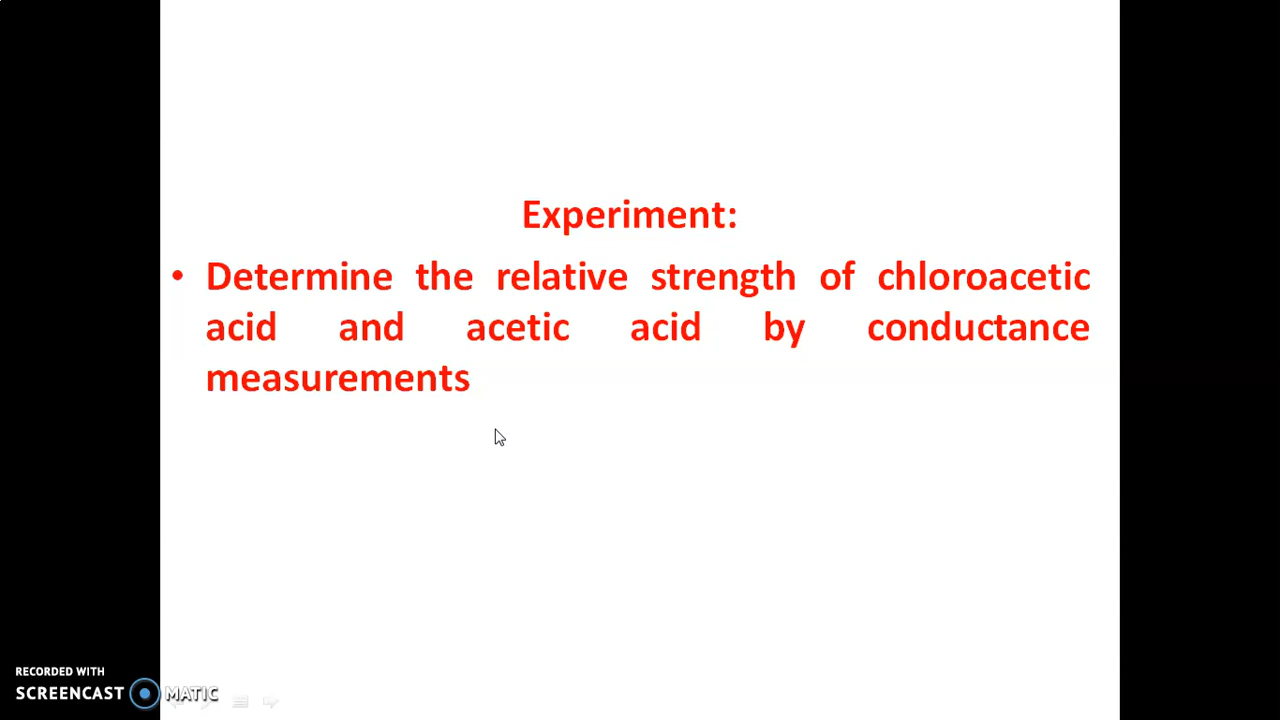 Experiment:
• Determine the relative strength of chloroacetic
acid and acetic acid by conductance
measurements
RECORDED WITH
SCREENCAST MATIC